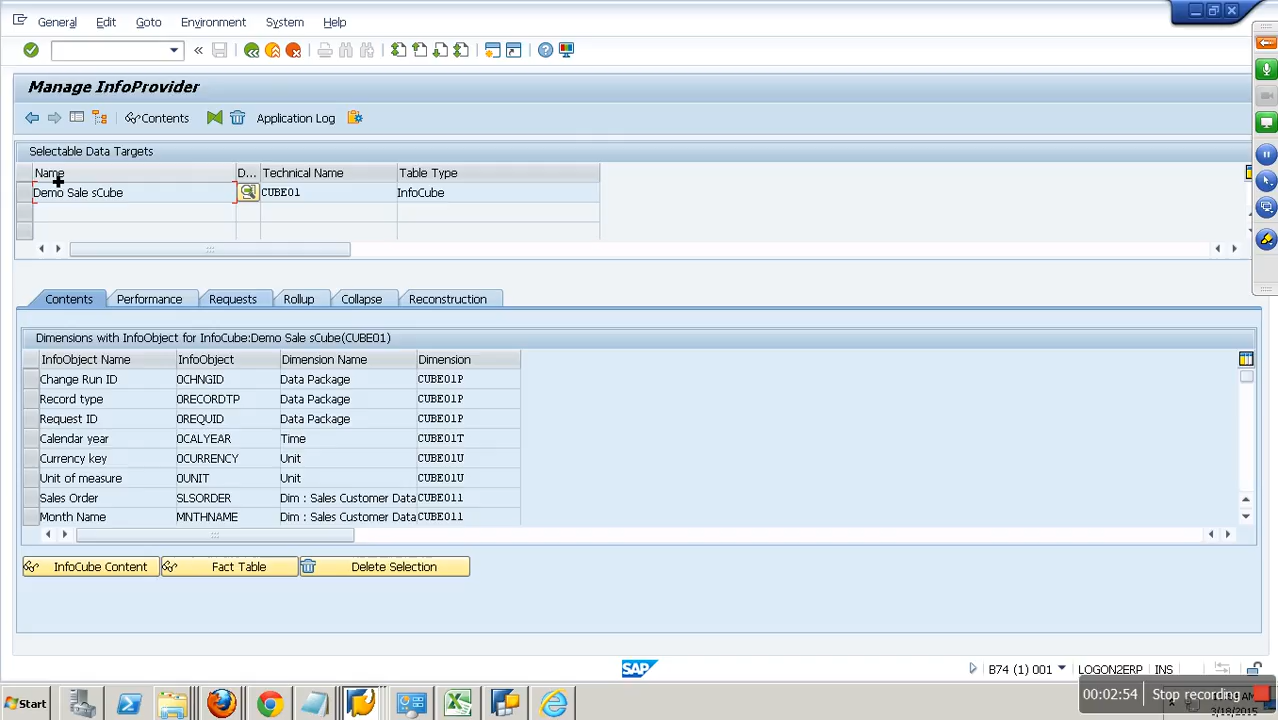 General Edit Goto Environment System Help
Manage InfoProvider
Contents Application Log
Selectable Data Targets
Name D... Technical Name Table Type
Demo Sale sCube CUBE01 InfoCube
Contents Performance Requests Rollup Collapse Reconstruction
Dimensions with InfoObject for InfoCube:Demo Sale sCube(CUBE01)
InfoObject Name InfoObject Dimension Name Dimension
Change Run ID 0CHNGID Data Package CUBE01P
Record type 0RECORDTP Data Package CUBE01P
Request ID 0REQUID Data Package CUBE01P
Calendar year 0CALYEAR Time CUBE01T
Currency key 0CURRENCY Unit CUBE01U
Unit of measure 0UNIT Unit CUBE01U
Sales Order SLSORDER Dim : Sales Customer Data CUBE011
Month Name MNTHNAME Dim : Sales Customer Data CUBE011
InfoCube Content Fact Table Delete Selection
SAP B74 (1) 001 LOGON2ERP INS
Start 00:02:54 Stop recording
3/18/2015